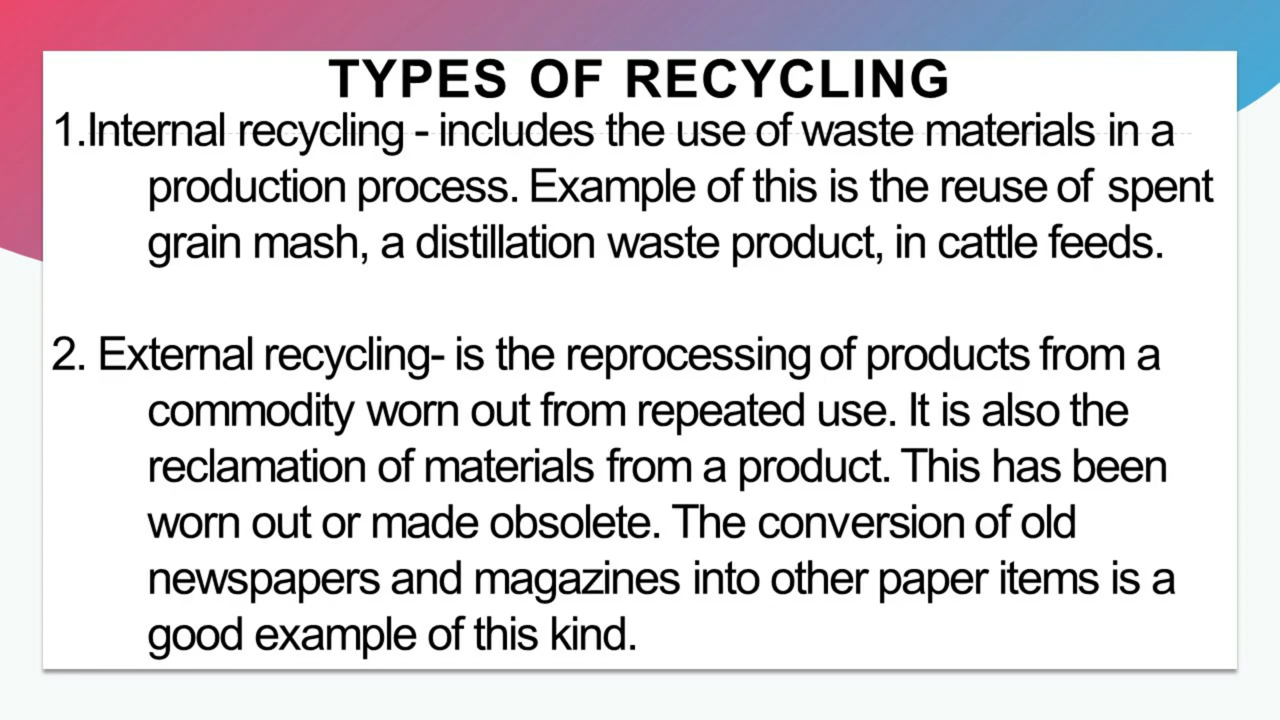 TYPES OF RECYCLING
1.Internal recycling - includes the use of waste materials in a
production process. Example of this is the reuse of spent
grain mash, a distillation waste product, in cattle feeds.
2. External recycling- is the reprocessing of products from a
commodity worn out from repeated use. It is also the
reclamation of materials from a product. This has been
worn out or made obsolete. The conversion of old
newspapers and magazines into other paper items is a
good example of this kind.